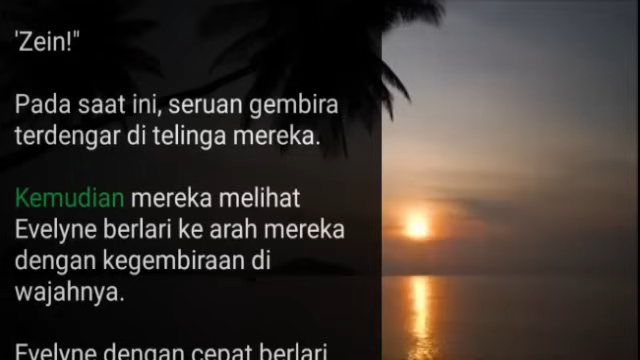 'Zein!"
Pada saat ini, seruan gembira
terdengar di telinga mereka.
Kemudian mereka melihat
Evelyne berlari ke arah mereka
dengan kegembiraan di
wajahnya.
Evelyne dengan cepat berlari